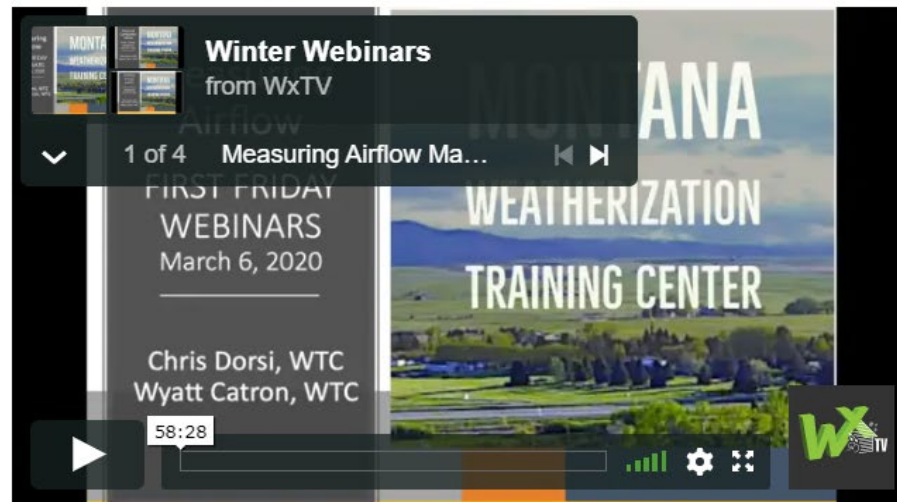 Winter Webinars
from WxTV
Airflow
1 of 4 Measuring Airflow Ma...
FIRST FRIDAY
WEBINARS
March 6, 2020
Chris Dorsi, WTC
Wyatt Catron, WTC
MONTANA
WEATHERIZATION
TRAINING CENTER
58:28
WX TV